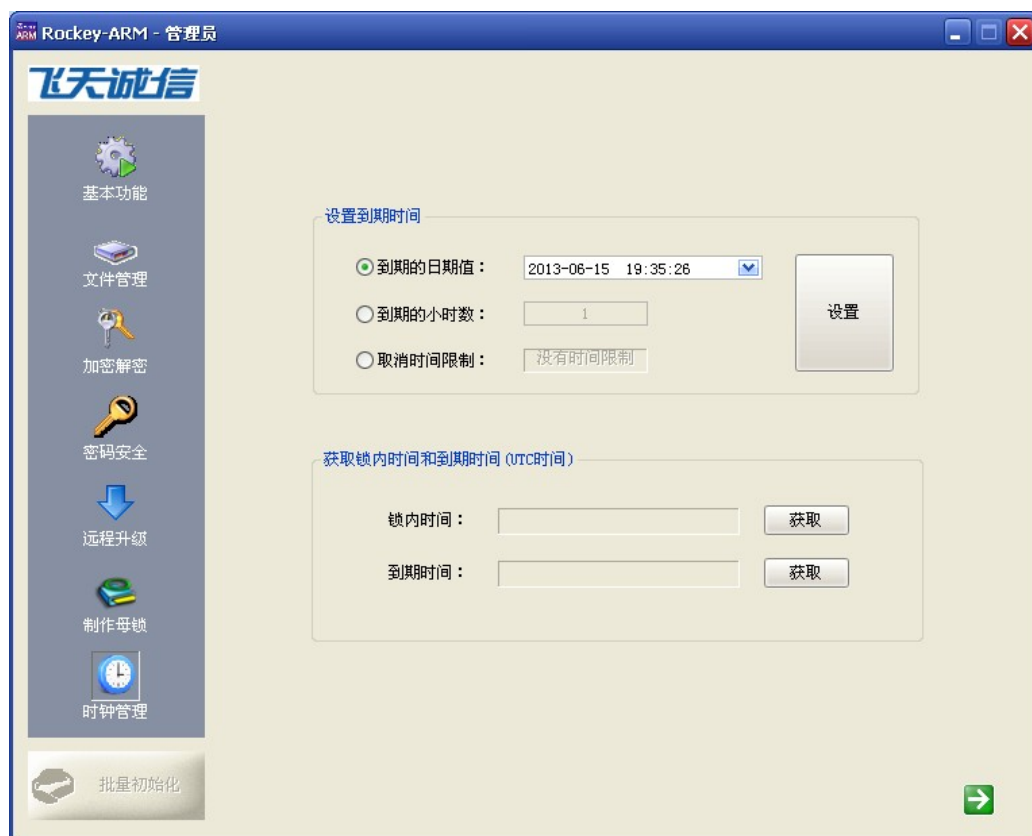 Rockey-ARM - 管理员
飞天诚信
基本功能
文件管理
加密解密
密码安全
远程升级
制作母锁
时钟管理
批量初始化
设置到期时间
到期的日期值： 2013-06-15 19:35:26
到期的小时数： 1
取消时间限制： 没有时间限制
设置
获取锁内时间和到期时间(UTC时间)
锁内时间： 获取
到期时间： 获取